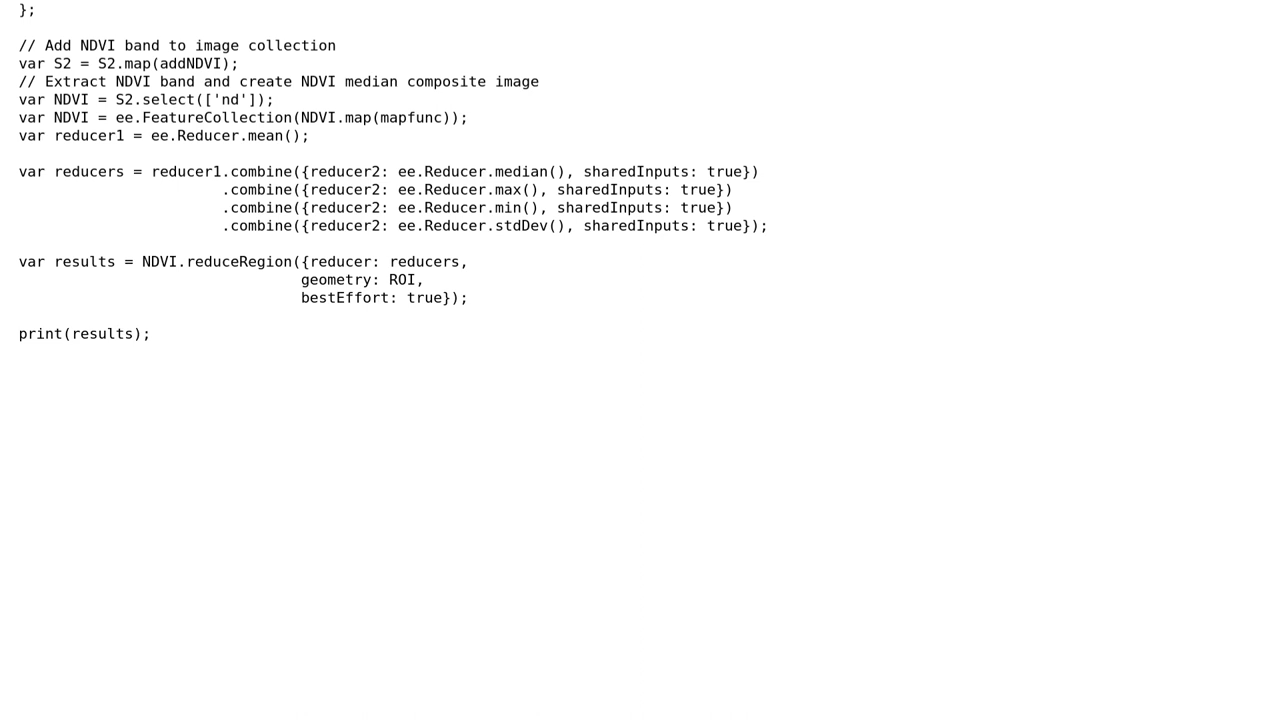 };
// Add NDVI band to image collection
var S2 = S2.map(addNDVI);
// Extract NDVI band and create NDVI median composite image
var NDVI = S2.select(['nd']);
var NDVI = ee.FeatureCollection(NDVI.map(mapfunc));
var reducer1 = ee.Reducer.mean();
var reducers = reducer1.combine({reducer2: ee.Reducer.median(), sharedInputs: true})
.combine({reducer2: ee.Reducer.max(), sharedInputs: true})
.combine({reducer2: ee.Reducer.min(), sharedInputs: true})
.combine({reducer2: ee.Reducer.stdDev(), sharedInputs: true});
var results = NDVI.reduceRegion({reducer: reducers,
geometry: ROI,
bestEffort: true});
print(results);